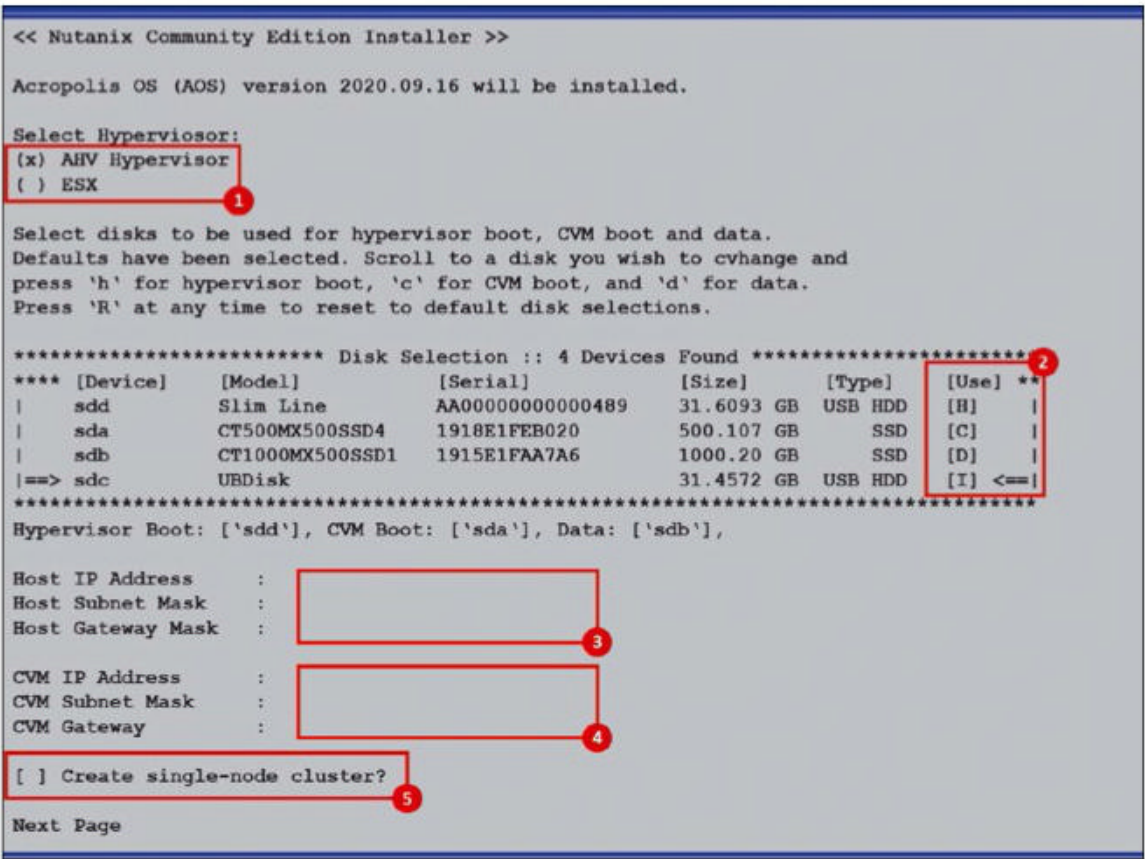 << Nutanix Community Edition Installer >>
Acropolis OS (AOS) version 2020.09.16 will be installed.
Select Hyperviosor:
(x) AHV Hypervisor
( ) ESX
1
Select disks to be used for hypervisor boot, CVM boot and data.
Defaults have been selected. Scroll to a disk you wish to cvhange and
press `h` for hypervisor boot, `c` for CVM boot, and `d` for data.
Press `R` at any time to reset to default disk selections.
************************** Disk Selection :: 4 Devices Found ************************
2
**** [Device] [Model] [Serial] [Size] [Type] [Use] **
| sdd Slim Line AA00000000000489 31.6093 GB USB HDD [H] |
| sda CT500MX500SSD4 1918E1FEB020 500.107 GB SSD [C] |
| sdb CT1000MX500SSD1 1915E1FAA7A6 1000.20 GB SSD [D] |
|==> sdc UBDisk 31.4572 GB USB HDD [I] <==|
*************************************************************************************
Hypervisor Boot: [`sdd`], CVM Boot: [`sda`], Data: [`sdb`],
Host IP Address :
Host Subnet Mask :
Host Gateway Mask :
3
CVM IP Address :
CVM Subnet Mask :
CVM Gateway :
4
[ ] Create single-node cluster?
5
Next Page